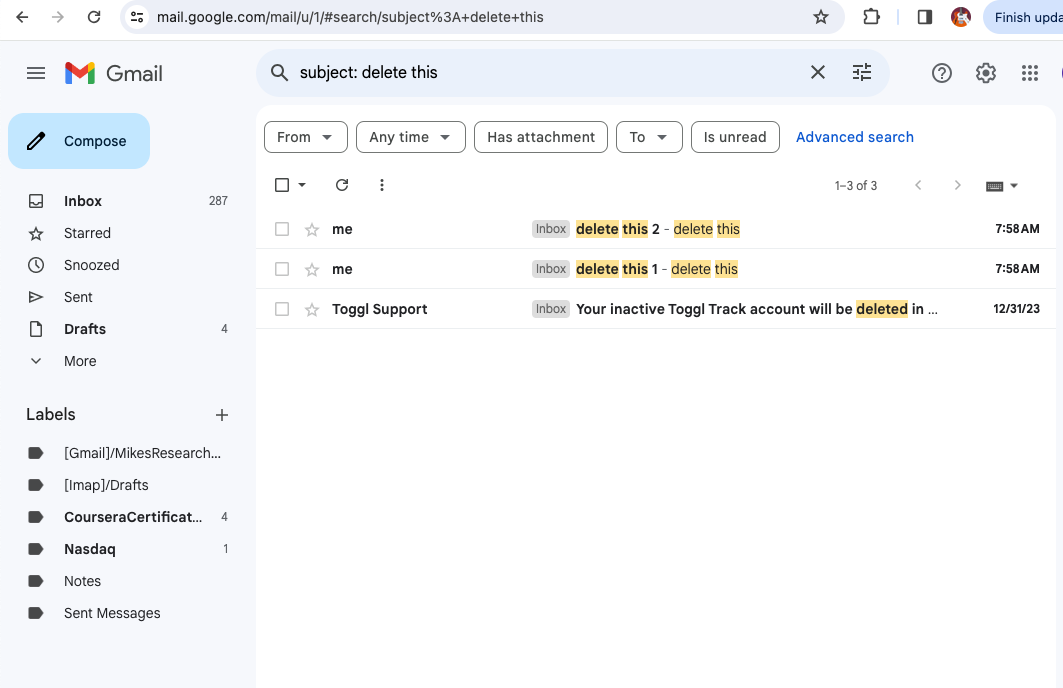 mail.google.com/mail/u/1/#search/subject%3A+delete+this
Finish upda
Gmail
subject: delete this
Compose
Inbox 287
Starred
Snoozed
Sent
Drafts 4
More
Labels
[Gmail]/MikesResearch...
[Imap]/Drafts
CourseraCertificat... 4
Nasdaq 1
Notes
Sent Messages
From Any time Has attachment To Is unread Advanced search
1–3 of 3
me Inbox delete this 2 - delete this 7:58 AM
me Inbox delete this 1 - delete this 7:58 AM
Toggl Support Inbox Your inactive Toggl Track account will be deleted in ... 12/31/23